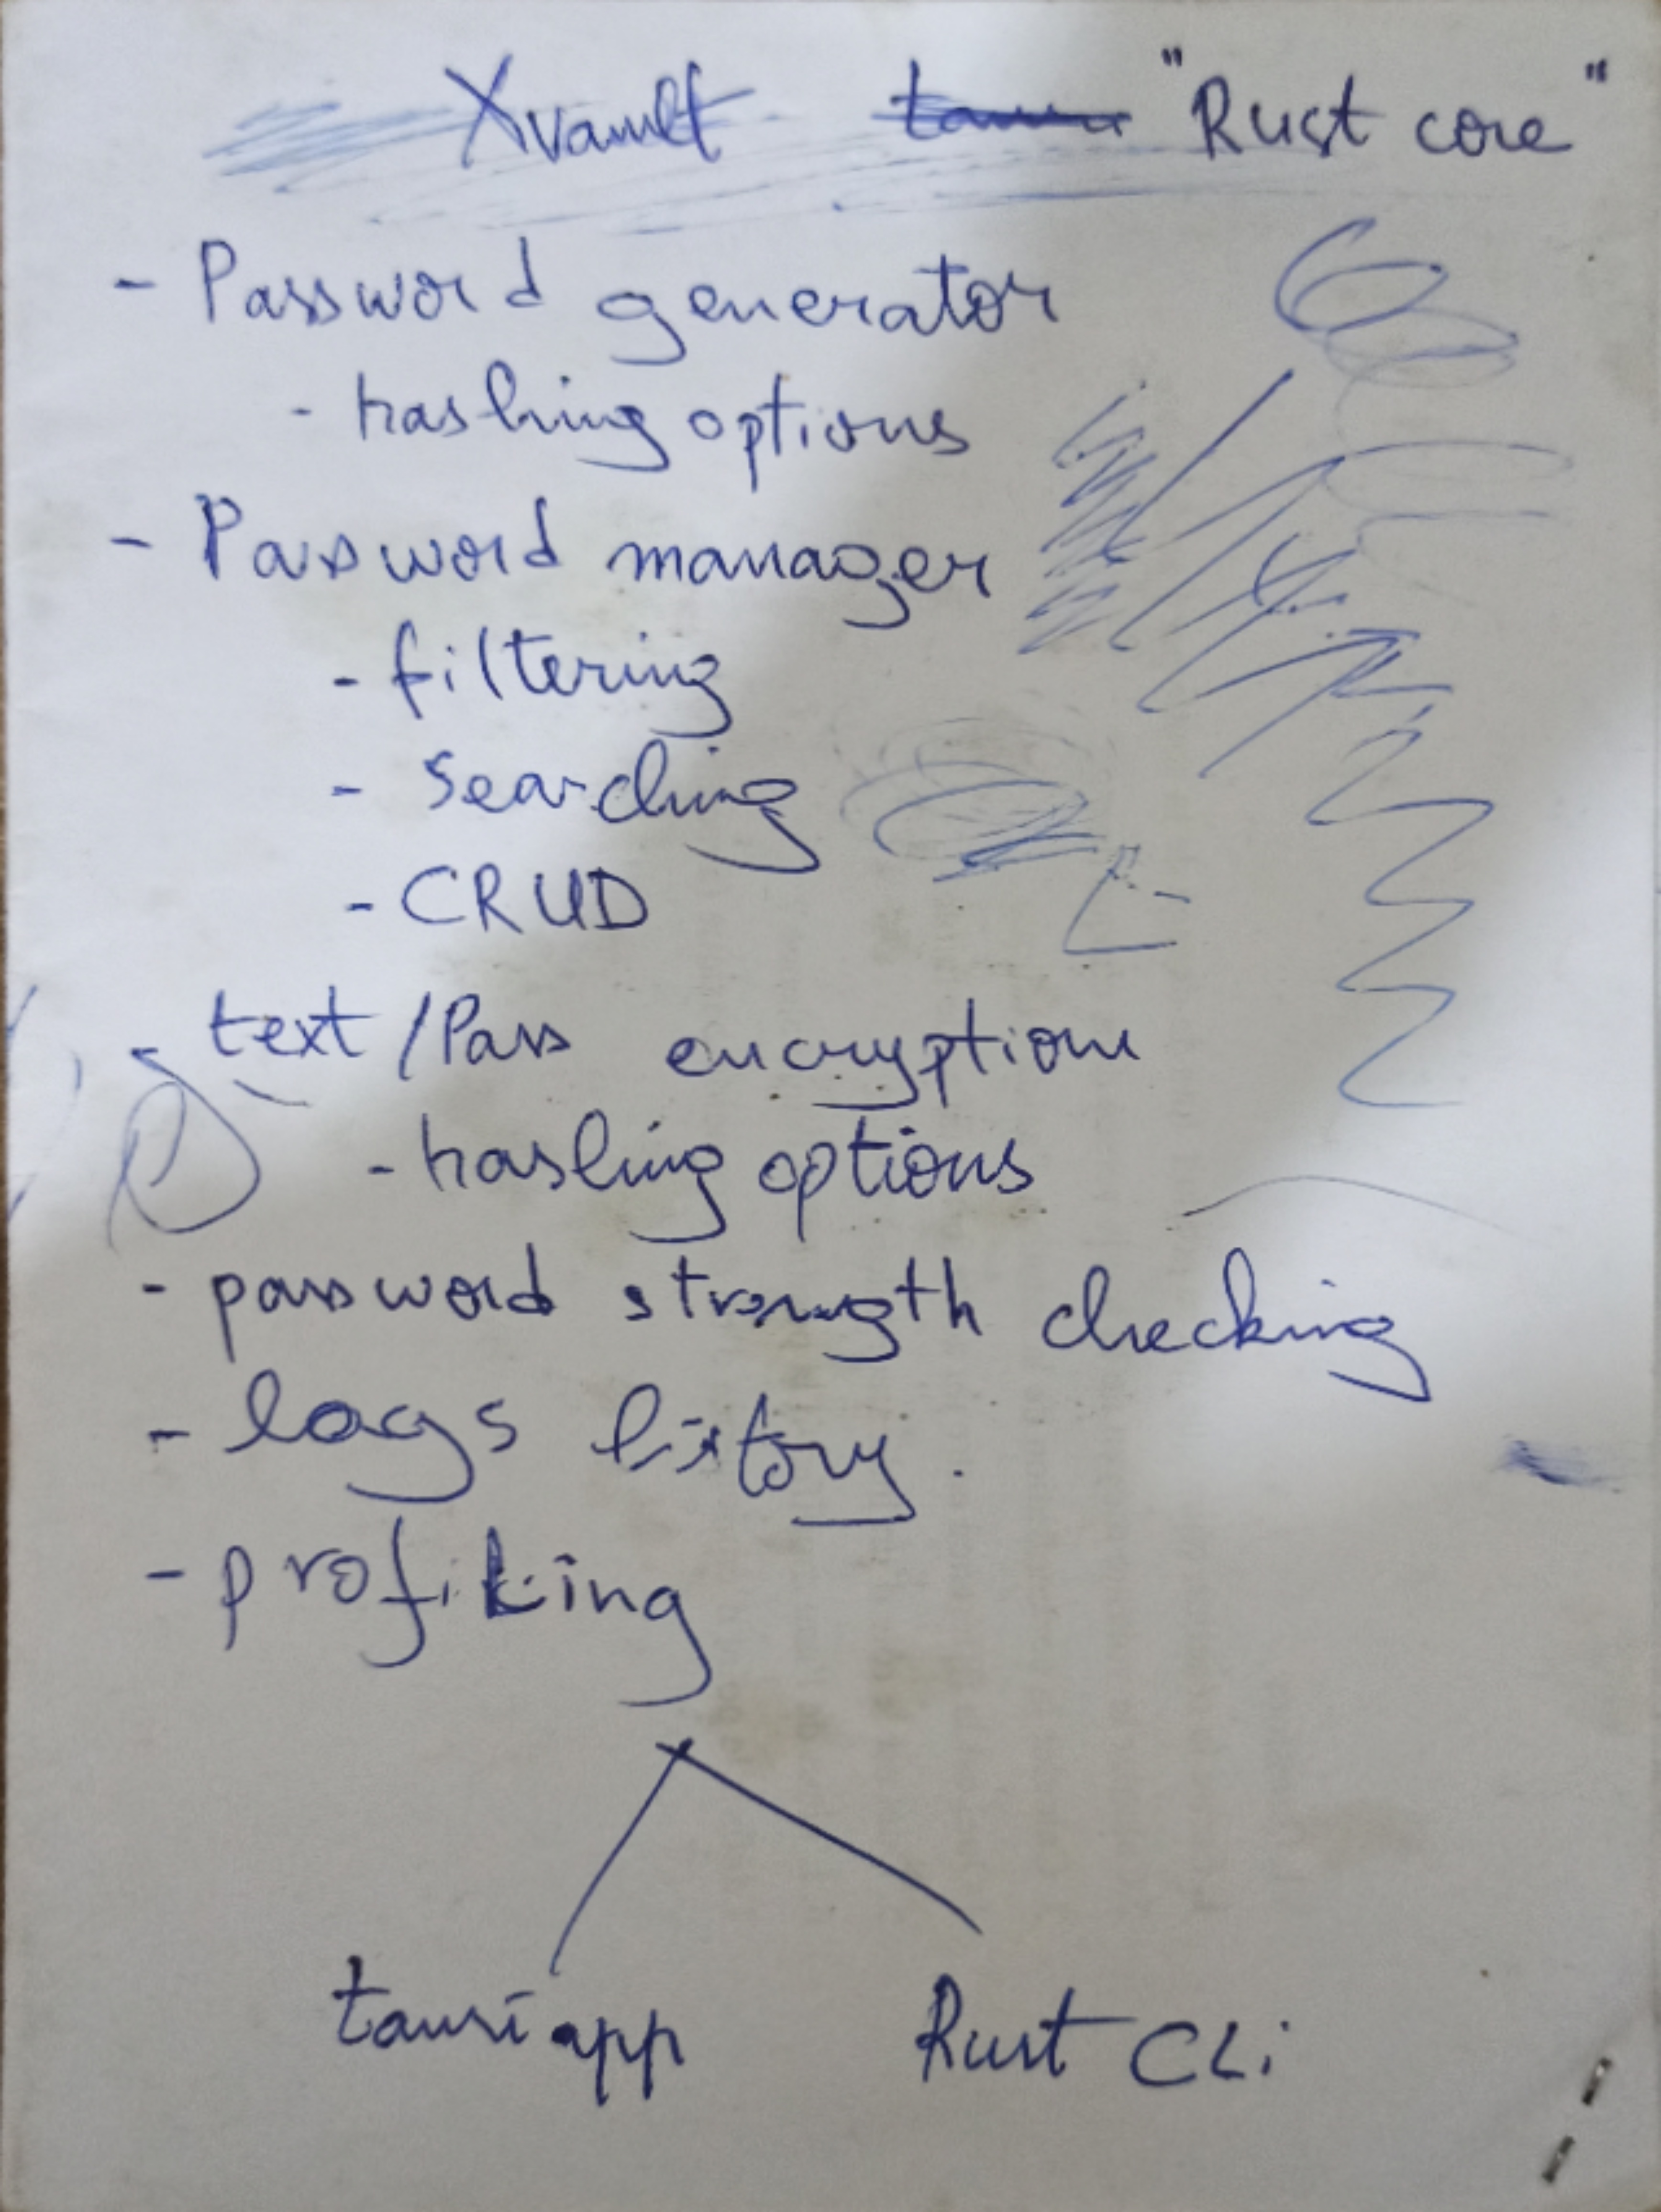 Xvault "Rust core"
- Password generator
- hashing options
- Password manager
- filtering
- searching
- CRUD
- text/Pass encryption
- hashing options
- password strength checking
- logs history.
- profiling
tauri app Rust CLi